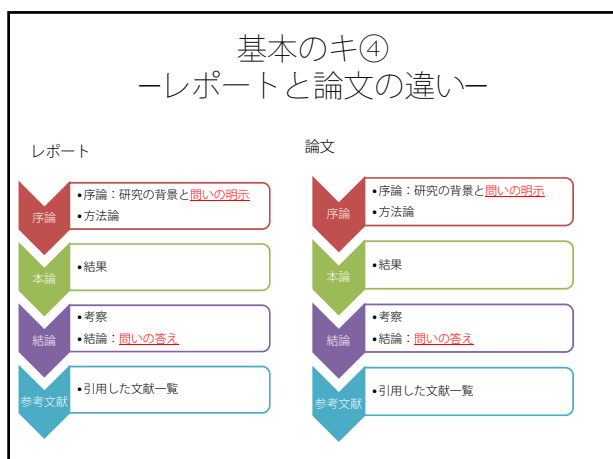 基本のキ④
−レポートと論文の違い−
レポート
序論
•序論：研究の背景と問いの明示
•方法論
本論
•結果
結論
•考察
•結論：問いの答え
参考文献
•引用した文献一覧
論文
序論
•序論：研究の背景と問いの明示
•方法論
本論
•結果
結論
•考察
•結論：問いの答え
参考文献
•引用した文献一覧